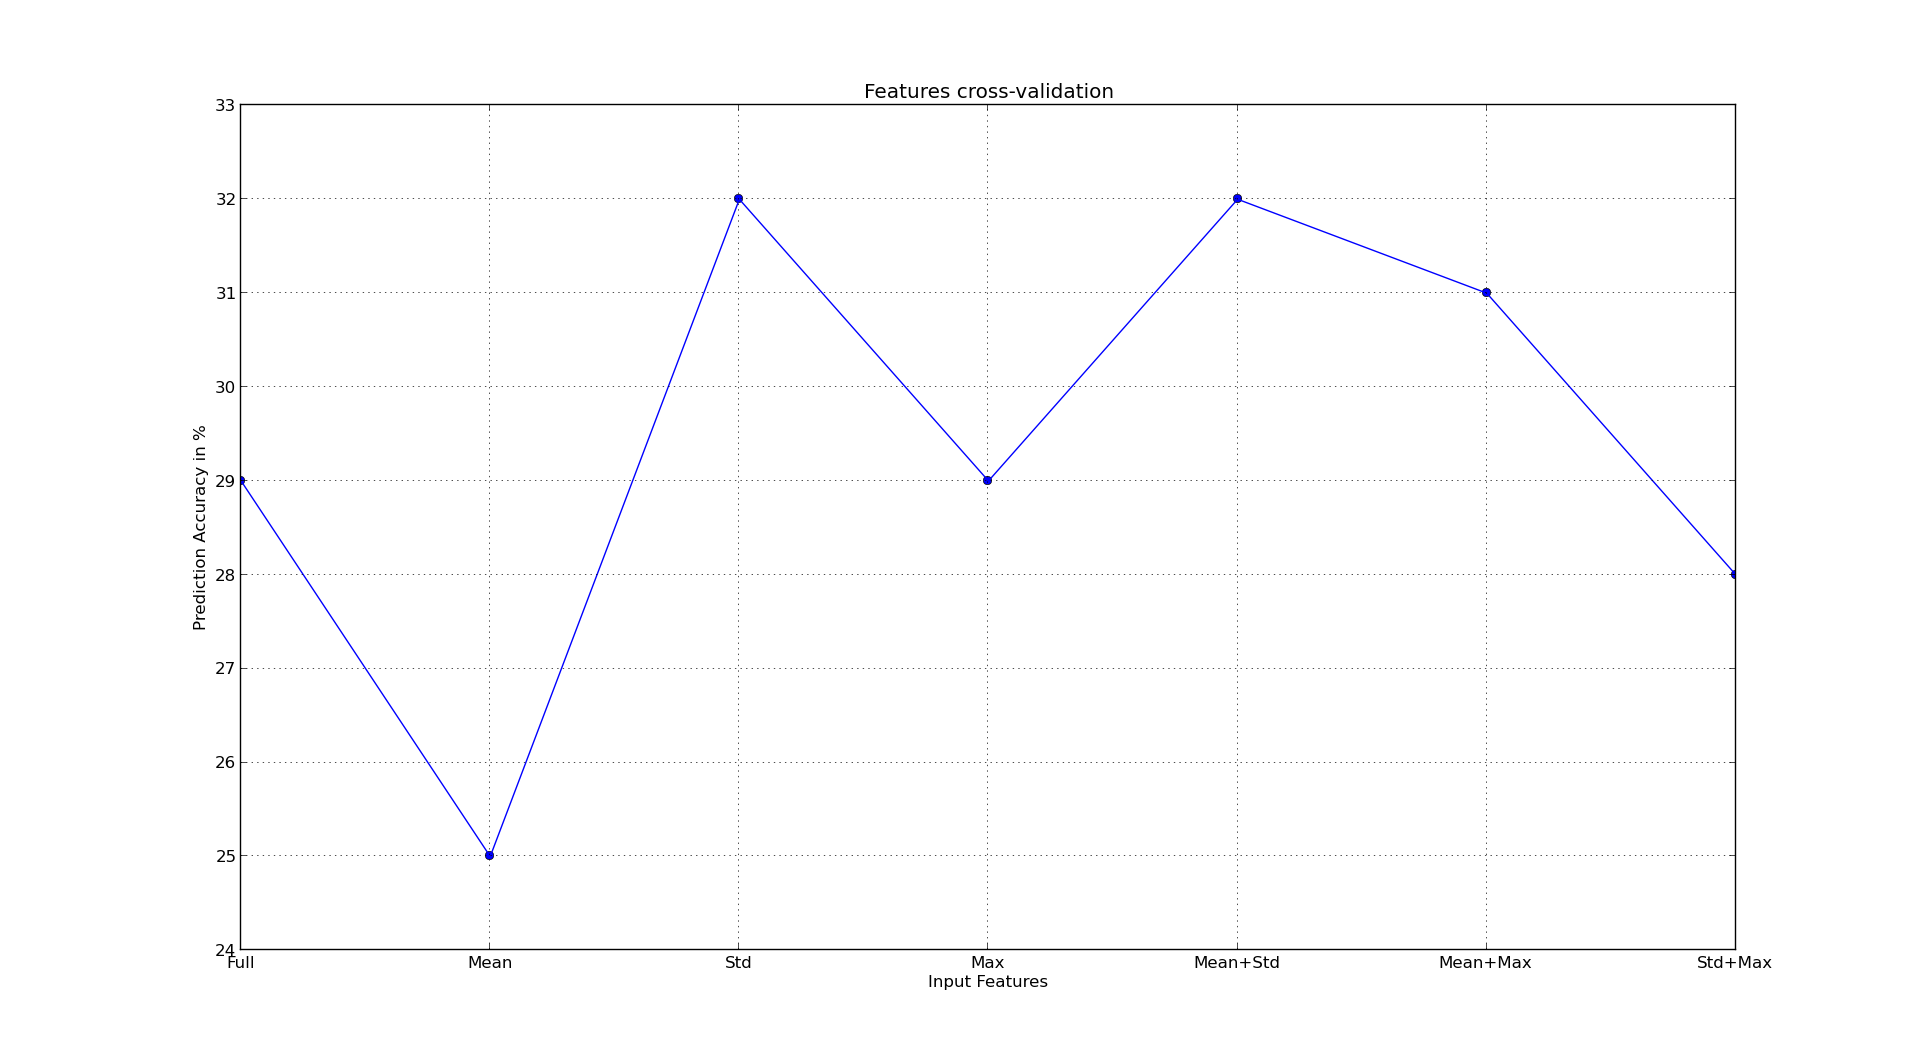 Features cross-validation
33
32
31
30
29
28
27
26
25
24
Prediction Accuracy in %
Full Mean Std Max Mean+Std Mean+Max Std+Max
Input Features